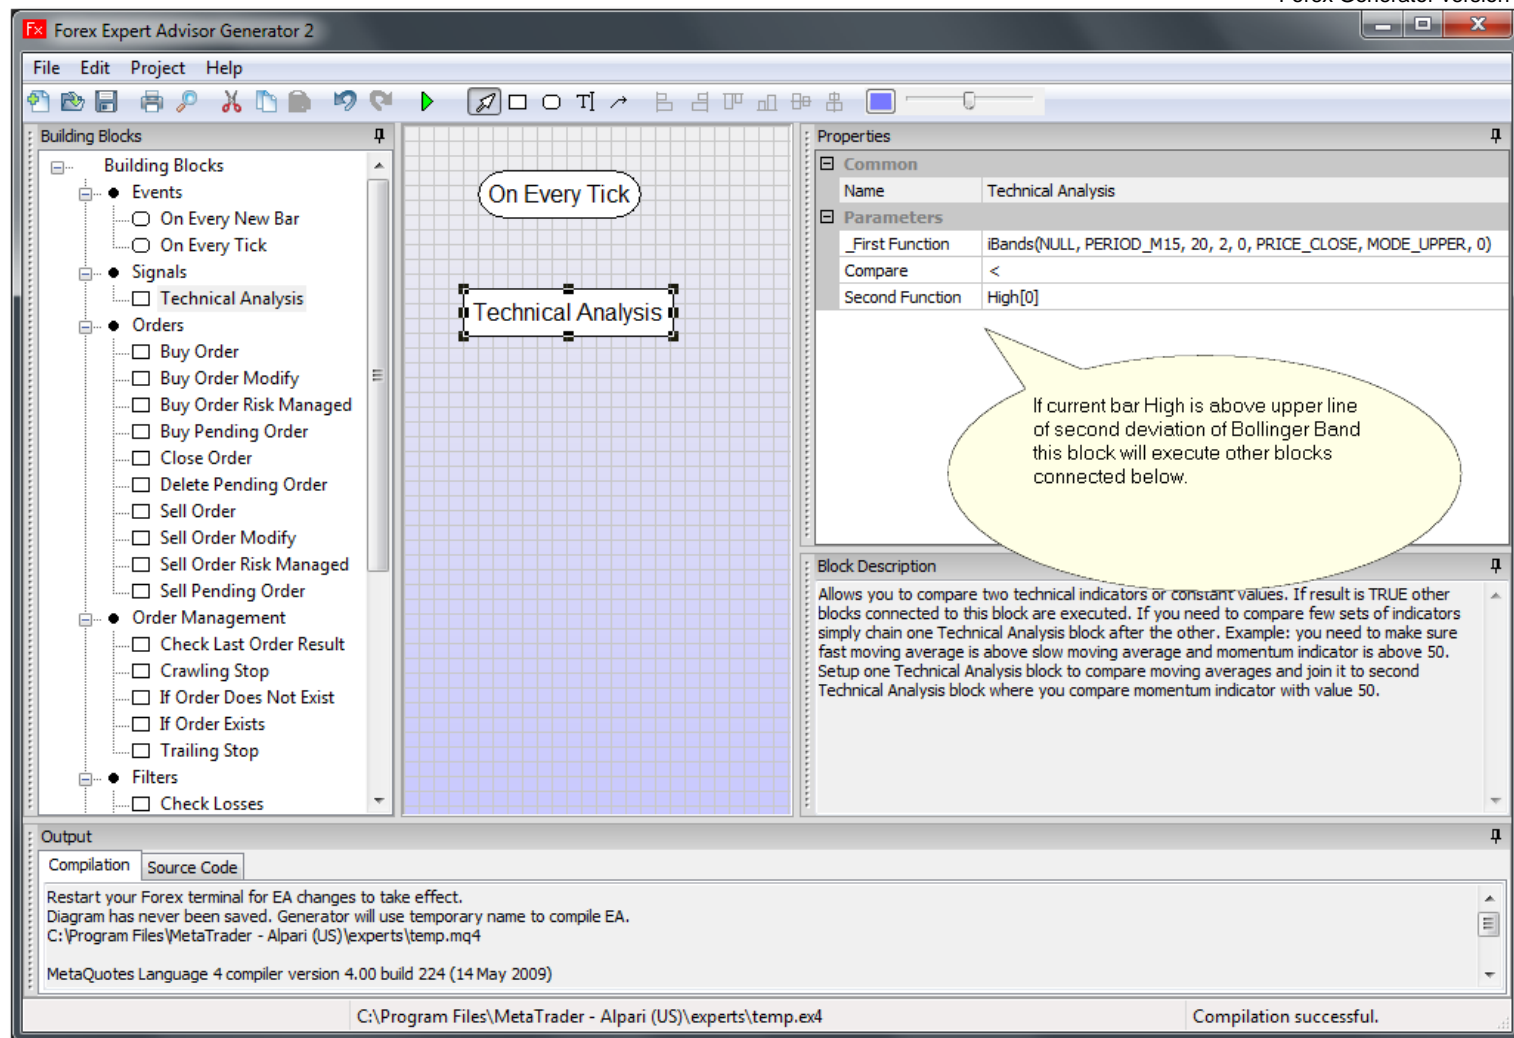 Forex Generator version
Forex Expert Advisor Generator 2
File Edit Project Help
Building Blocks
Building Blocks
Events
On Every New Bar
On Every Tick
Signals
Technical Analysis
Orders
Buy Order
Buy Order Modify
Buy Order Risk Managed
Buy Pending Order
Close Order
Delete Pending Order
Sell Order
Sell Order Modify
Sell Order Risk Managed
Sell Pending Order
Order Management
Check Last Order Result
Crawling Stop
If Order Does Not Exist
If Order Exists
Trailing Stop
Filters
Check Losses
On Every Tick
Technical Analysis
Properties
Common
Name Technical Analysis
Parameters
_First Function iBands(NULL, PERIOD_M15, 20, 2, 0, PRICE_CLOSE, MODE_UPPER, 0)
Compare <
Second Function High[0]
If current bar High is above upper line
of second deviation of Bollinger Band
this block will execute other blocks
connected below.
Block Description
Allows you to compare two technical indicators or constant values. If result is TRUE other
blocks connected to this block are executed. If you need to compare few sets of indicators
simply chain one Technical Analysis block after the other. Example: you need to make sure
fast moving average is above slow moving average and momentum indicator is above 50.
Setup one Technical Analysis block to compare moving averages and join it to second
Technical Analysis block where you compare momentum indicator with value 50.
Output
Compilation Source Code
Restart your Forex terminal for EA changes to take effect.
Diagram has never been saved. Generator will use temporary name to compile EA.
C:\Program Files\MetaTrader - Alpari (US)\experts\temp.mq4
MetaQuotes Language 4 compiler version 4.00 build 224 (14 May 2009)
C:\Program Files\MetaTrader - Alpari (US)\experts\temp.ex4 Compilation successful.